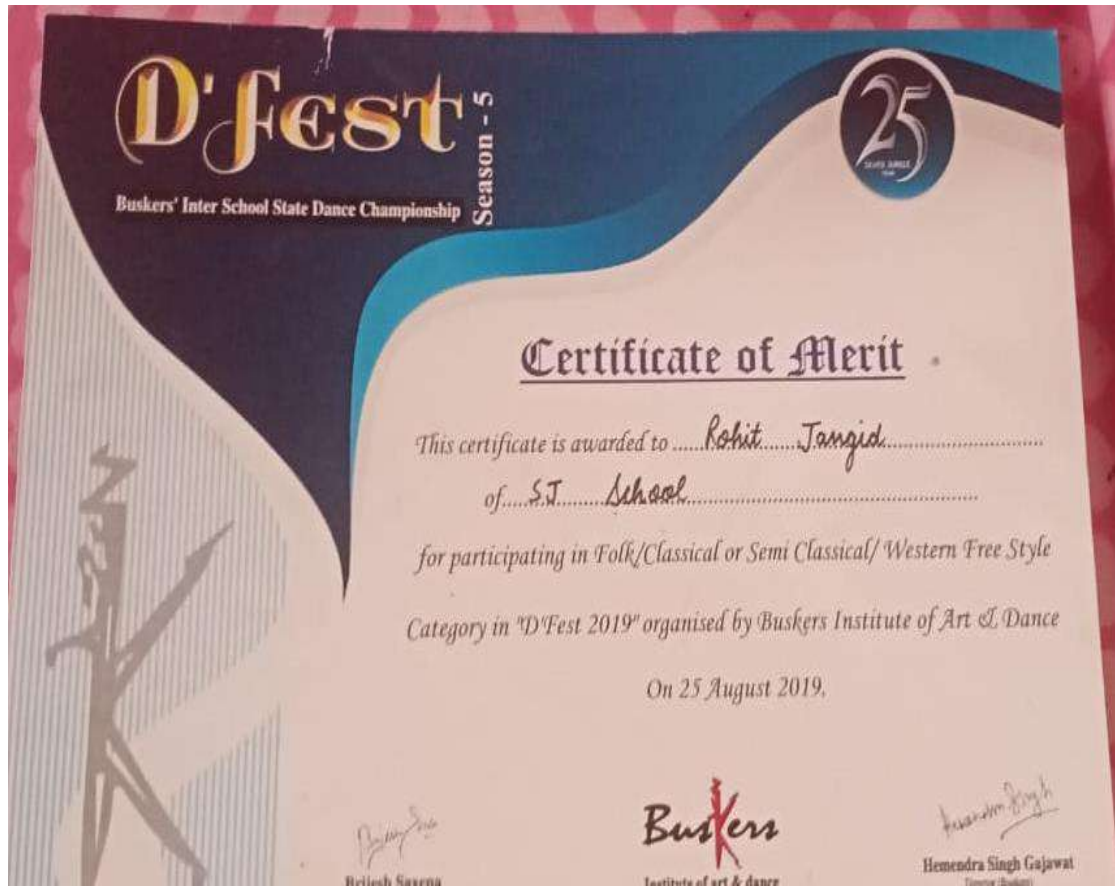 D'FEST
Season - 5
Buskers' Inter School State Dance Championship
25
Certificate of Merit
This certificate is awarded to ......Rohit......Jangid..............................
of......S.J........School......................................................
for participating in Folk/Classical or Semi Classical/ Western Free Style
Category in "D'Fest 2019" organised by Buskers Institute of Art & Dance
On 25 August 2019.
Buskers
Institute of art & dance
Brijesh Saxena
Hemendra Singh Gajawat